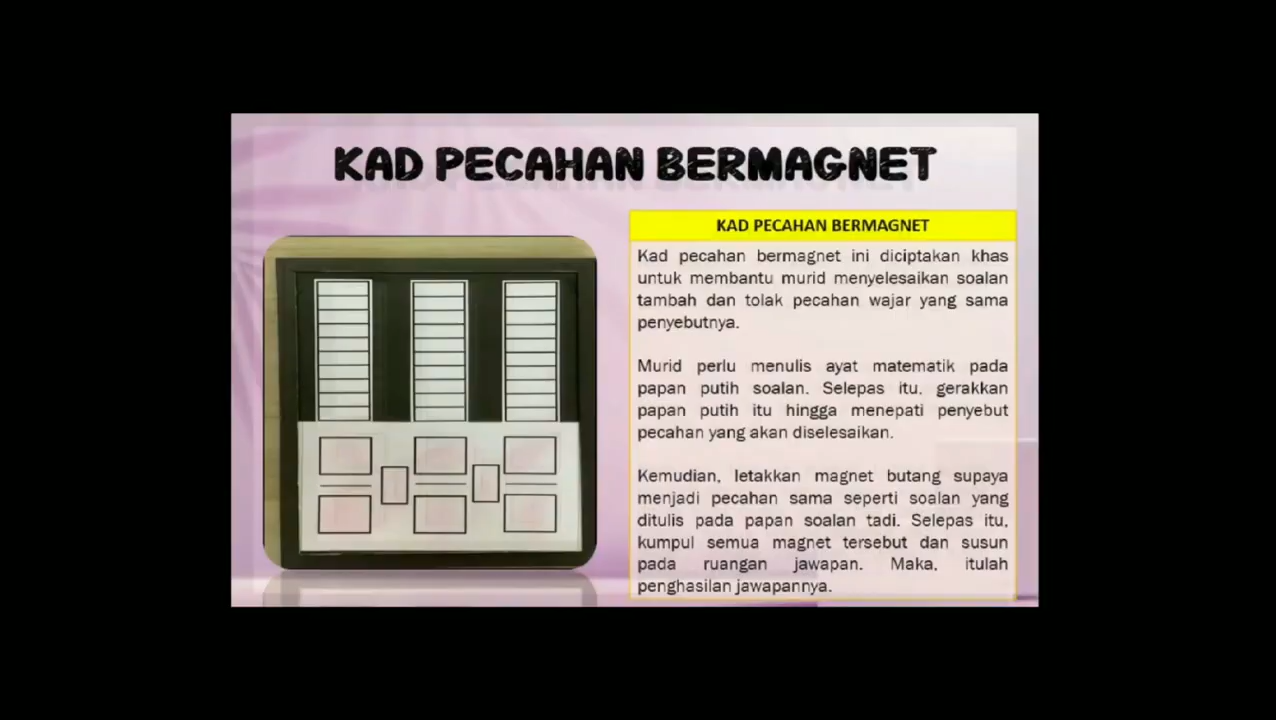 KAD PECAHAN BERMAGNET
KAD PECAHAN BERMAGNET
Kad pecahan bermagnet ini diciptakan khas
untuk membantu murid menyelesaikan soalan
tambah dan tolak pecahan wajar yang sama
penyebutnya.
Murid perlu menulis ayat matematik pada
papan putih soalan. Selepas itu, gerakkan
papan putih itu hingga menepati penyebut
pecahan yang akan diselesaikan.
Kemudian, letakkan magnet butang supaya
menjadi pecahan sama seperti soalan yang
ditulis pada papan soalan tadi. Selepas itu,
kumpul semua magnet tersebut dan susun
pada ruangan jawapan. Maka, itulah
penghasilan jawapannya.